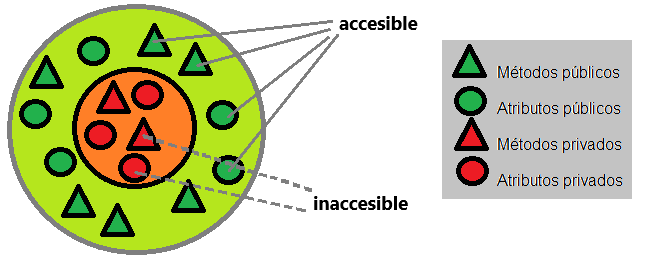 accesible
Métodos públicos
Atributos públicos
Métodos privados
Atributos privados
inaccesible